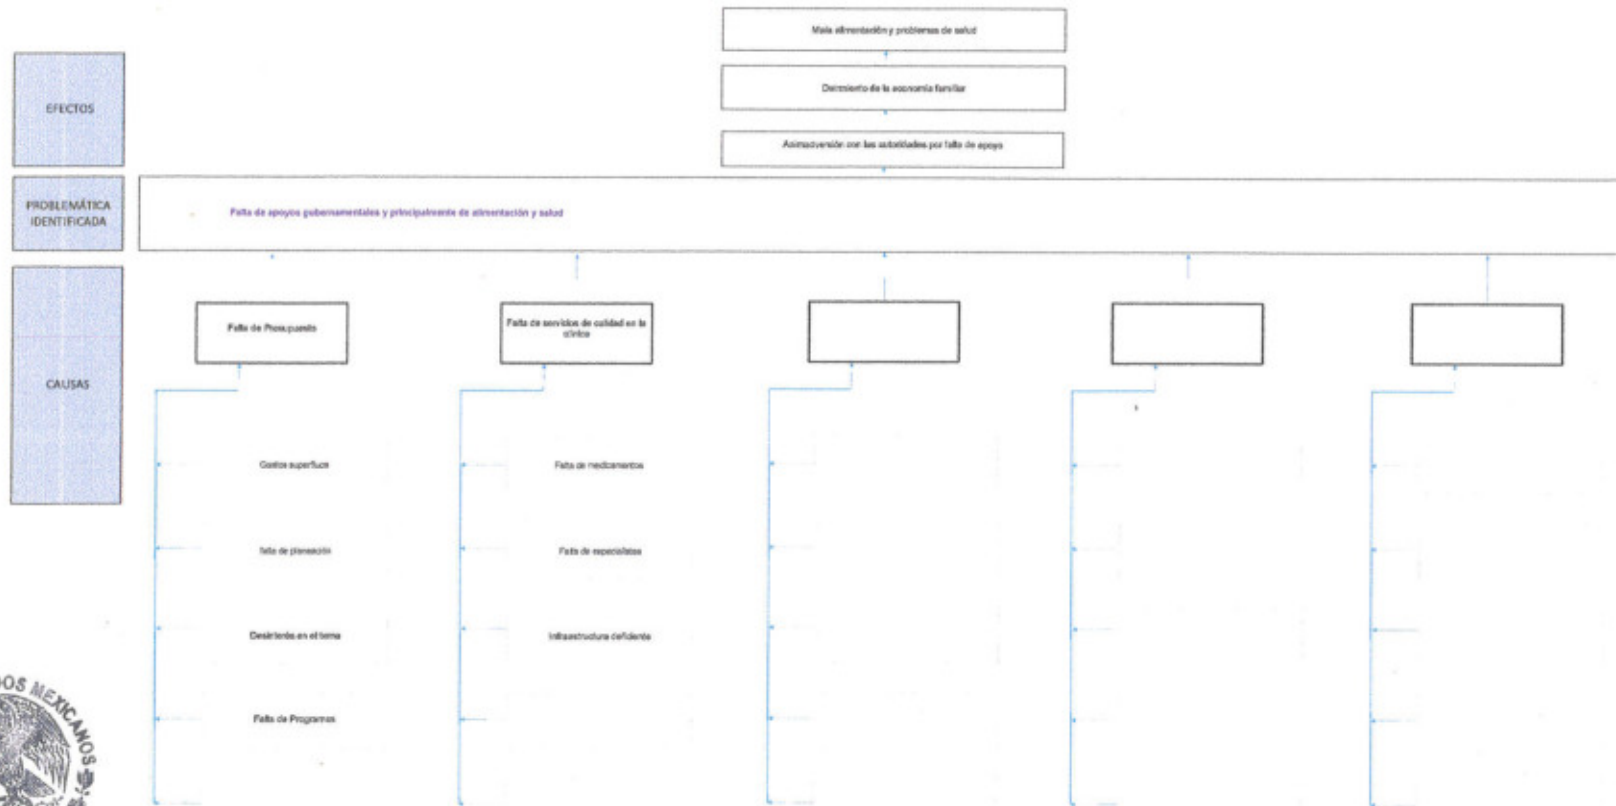 Mala alimentación y problemas de salud
EFECTOS
Decremento de la economía familiar
Animadversión con las autoridades por falta de apoyo
PROBLEMÁTICA
IDENTIFICADA
Falta de apoyos gubernamentales y principalmente de alimentación y salud
CAUSAS
Falta de Presupuesto
Falta de servicios de calidad en la
clínica
Gastos superfluos
Falta de medicamentos
falta de planeación
Falta de especialistas
Desinterés en el tema
Infraestructura deficiente
Falta de Programas
DOS MEXICANOS